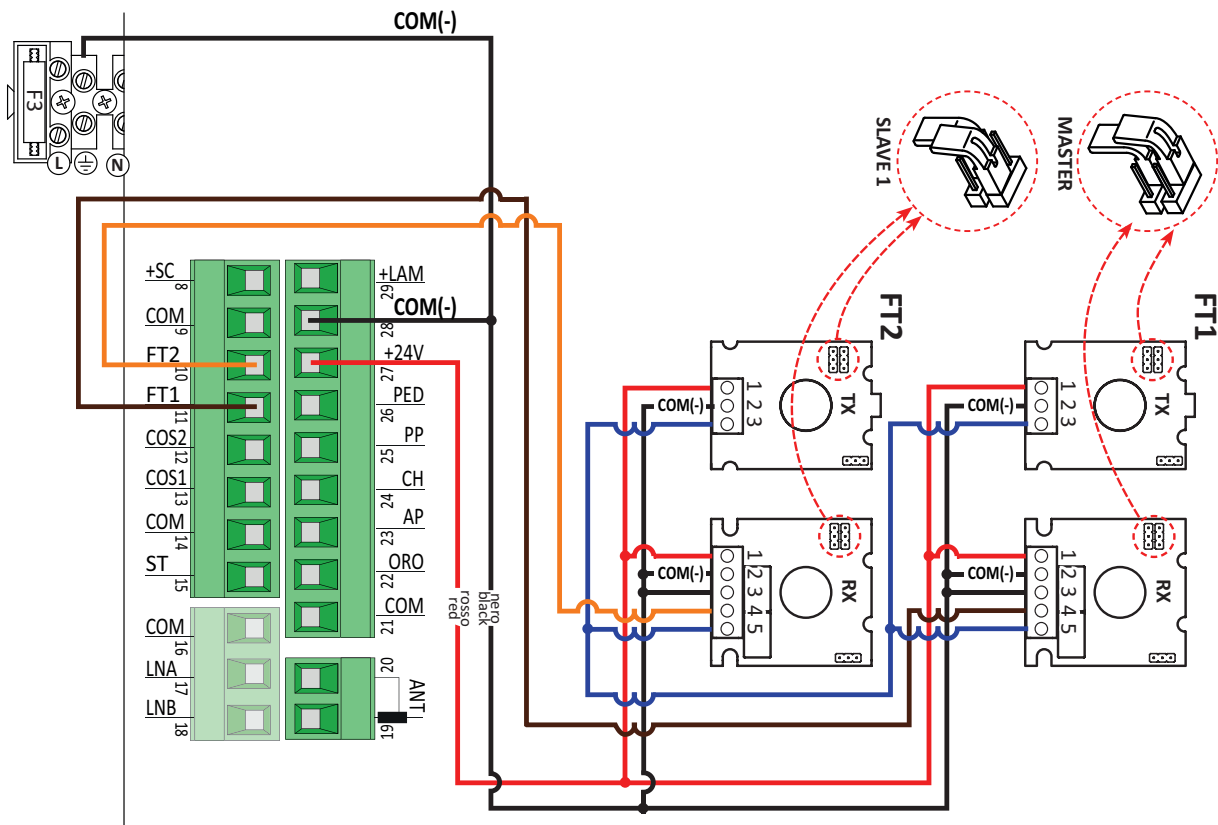 COM(-)
F3
L
N
SLAVE 1
MASTER
+SC
8
COM
9
FT2
10
FT1
11
COS2
12
COS1
13
COM
14
ST
15
COM
16
LNA
17
LNB
18
+LAM
29
COM(-)
28
+24V
27
PED
26
PP
25
CH
24
AP
23
ORO
22
COM
21
20
ANT
19
rosso
red
nero
black
FT2
1
2
3
COM(-)
TX
1
2
3
4
5
COM(-)
RX
FT1
1
2
3
COM(-)
TX
1
2
3
4
5
COM(-)
RX